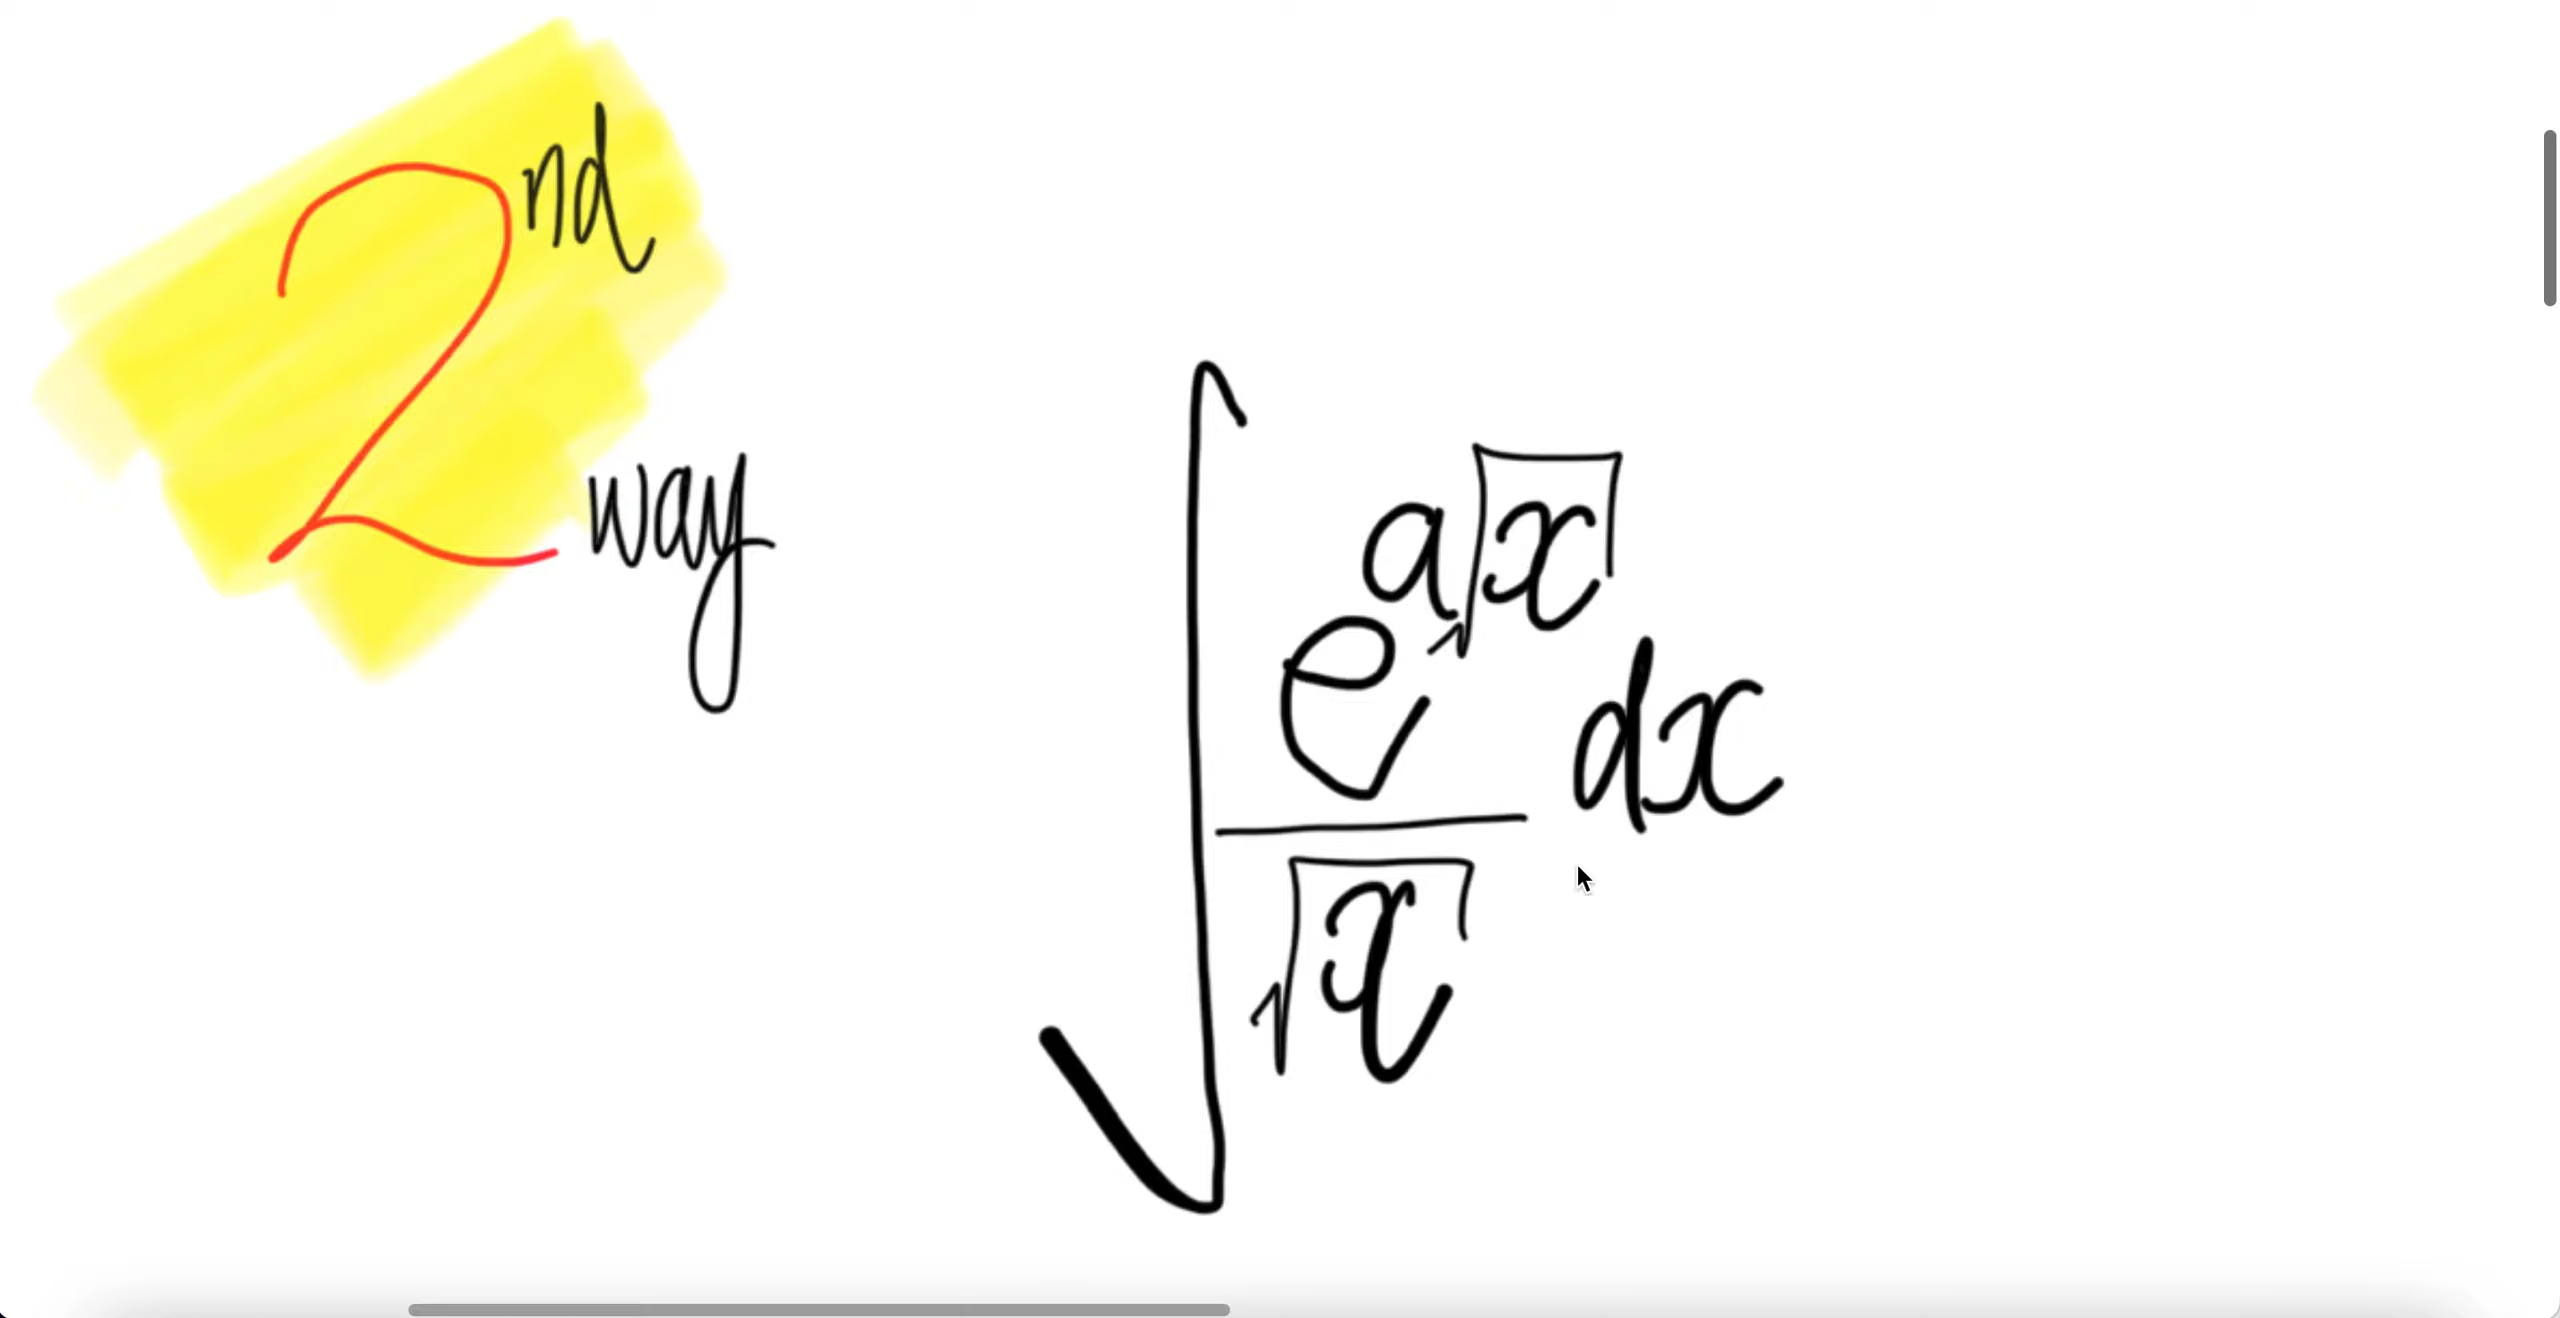 2nd way
∫ e^(a√x) / √x dx